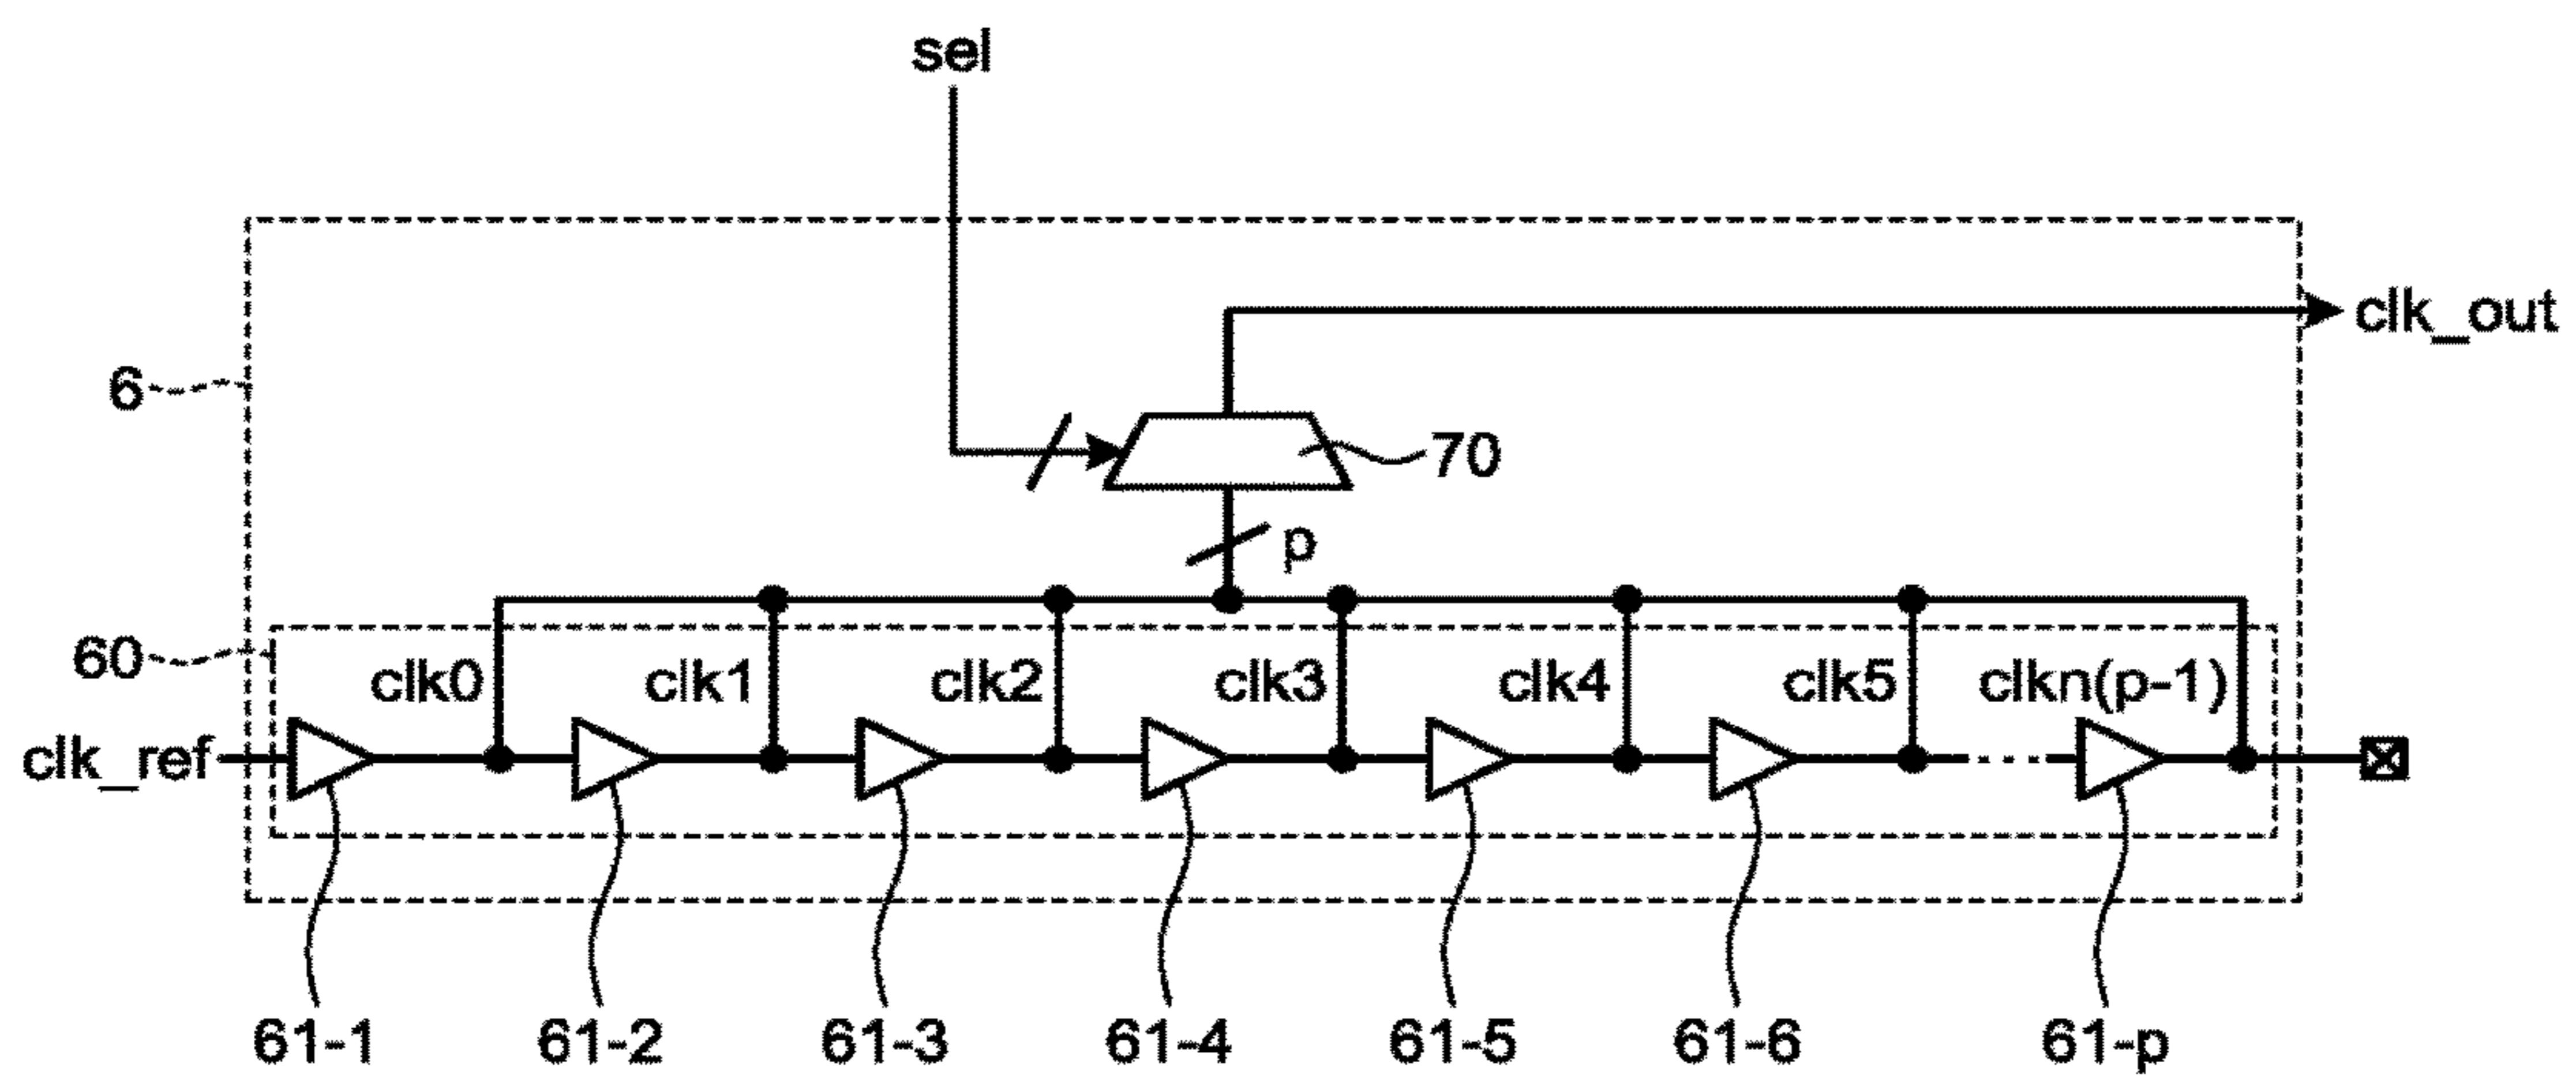 sel
clk_out
6
70
p
60
clk0 clk1 clk2 clk3 clk4 clk5 clkn(p-1)
clk_ref
61-1 61-2 61-3 61-4 61-5 61-6 61-p